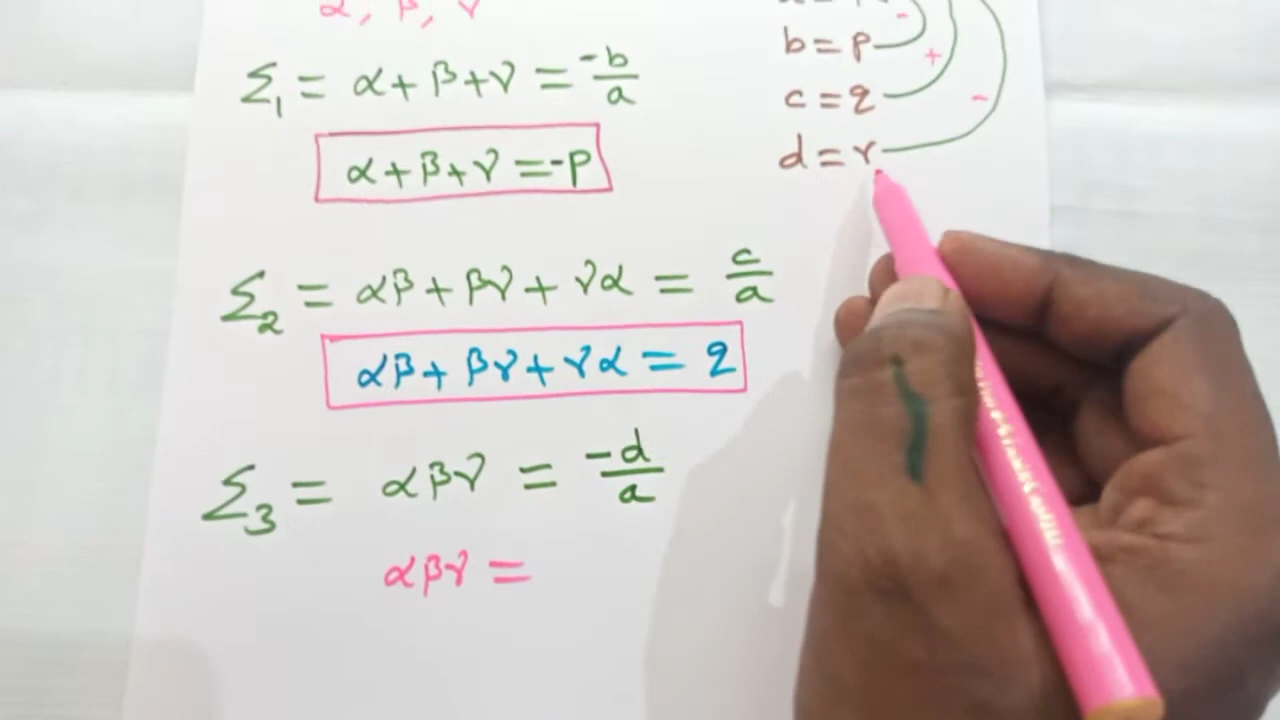 α, β, γ
Σ₁ = α+β+γ = -b/a
α+β+γ = -p
Σ₂ = αβ+βγ+γα = c/a
αβ+βγ+γα = q
Σ₃ = αβγ = -d/a
αβγ =
b = p -
c = q +
d = r -